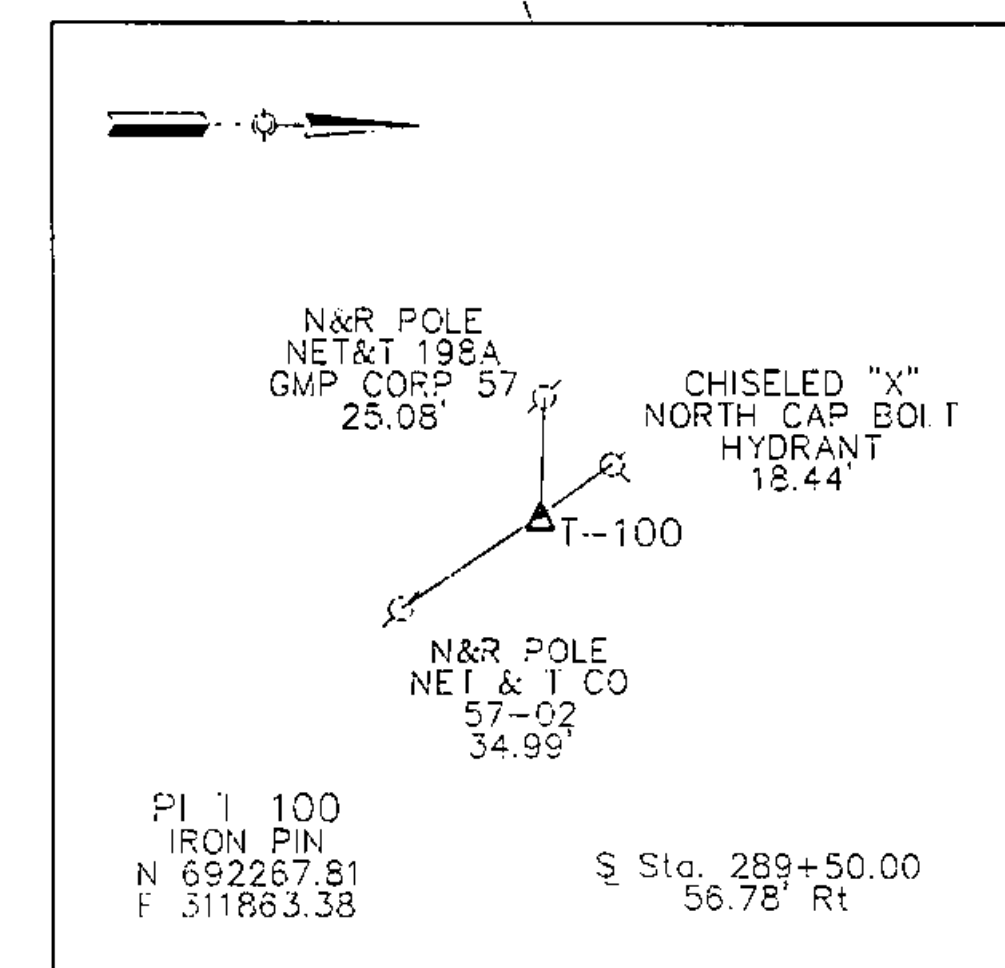 N&R POLE
NET&T 198A
GMP CORP 57
25.08'
CHISELED "X"
NORTH CAP BOLT
HYDRANT
18.44'
T-100
N&R POLE
NET & T CO
57-02
34.99'
PI T 100
IRON PIN
N 692267.81
E 311863.38
Sta. 289+50.00
56.78' Rt